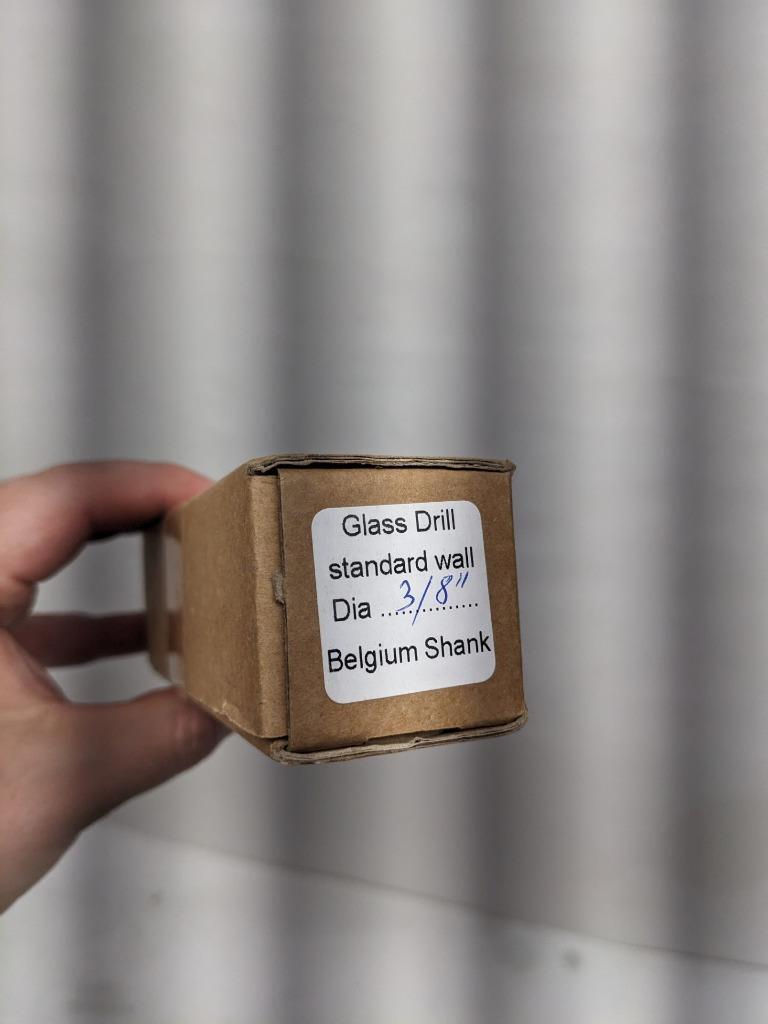 Glass Drill
standard wall
Dia ...3/8"...........
Belgium Shank